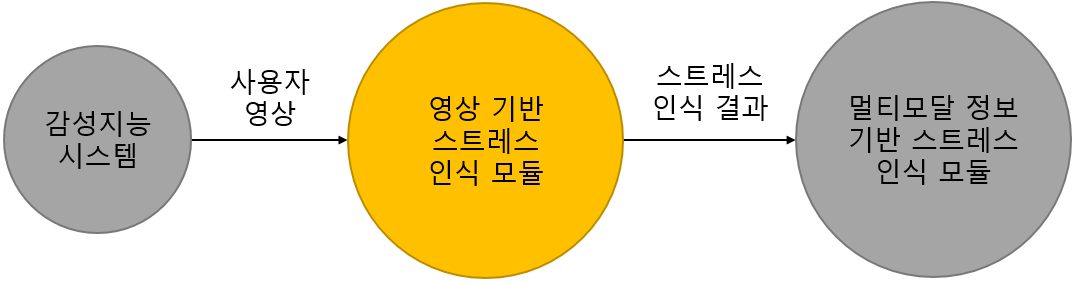 감성지능
시스템
사용자
영상
영상 기반
스트레스
인식 모듈
스트레스
인식 결과
멀티모달 정보
기반 스트레스
인식 모듈